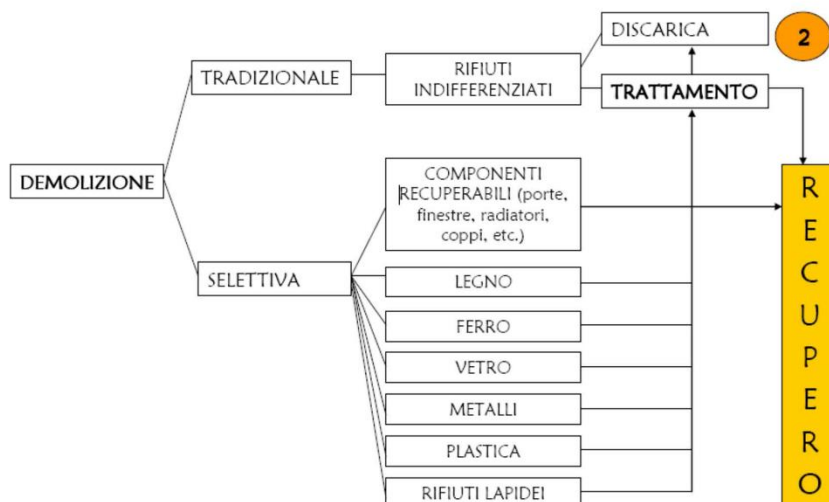 DISCARICA
2
TRADIZIONALE
RIFIUTI
INDIFFERENZIATI
TRATTAMENTO
DEMOLIZIONE
COMPONENTI
RECUPERABILI (porte,
finestre, radiatori,
coppi, etc.)
SELETTIVA
LEGNO
FERRO
VETRO
METALLI
PLASTICA
RIFIUTI LAPIDEI
R
E
C
U
P
E
R
O